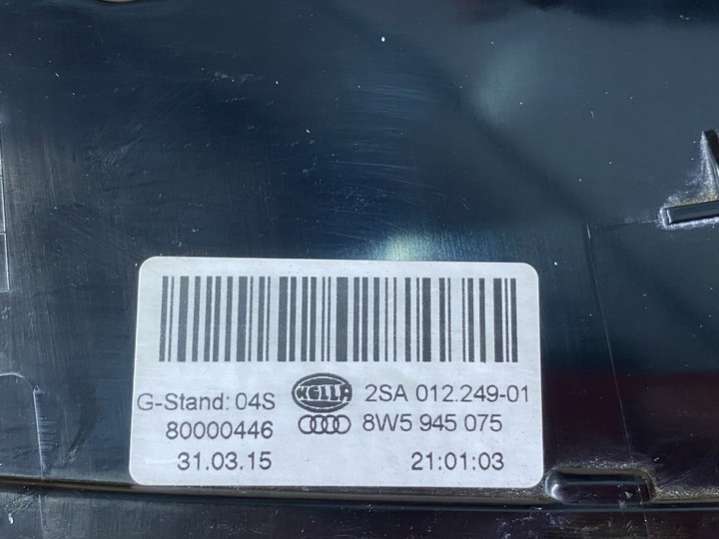 G-Stand: 04S HELLA 2SA 012.249-01
80000446 8W5 945 075
31.03.15 21:01:03